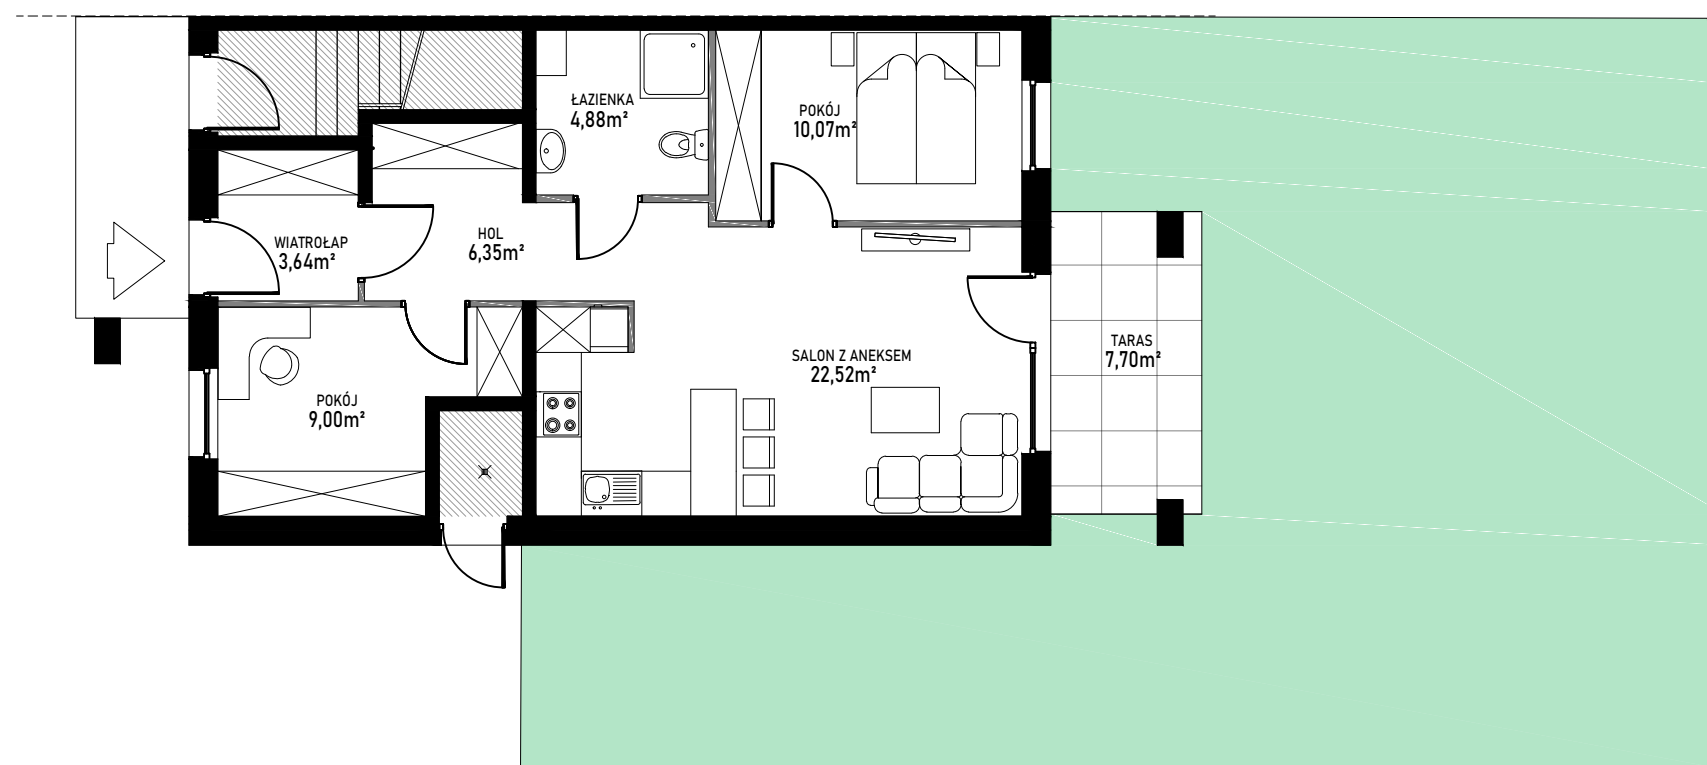 ŁAZIENKA
4,88m²
POKÓJ
10,07m²
WIATROŁAP
3,64m²
HOL
6,35m²
SALON Z ANEKSEM
22,52m²
TARAS
7,70m²
POKÓJ
9,00m²